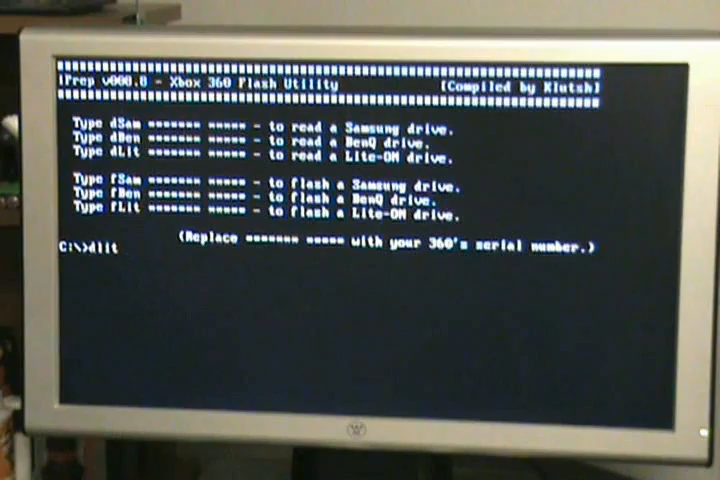 iPrep v000.0 - Xbox 360 Flash Utility [Compiled by Klutsh]
Type dSam ******* ***** - to read a Samsung drive.
Type dBen ******* ***** - to read a BenQ drive.
Type dLit ******* ***** - to read a Lite-ON drive.
Type fSam ******* ***** - to flash a Samsung drive.
Type fBen ******* ***** - to flash a BenQ drive.
Type fLit ******* ***** - to flash a Lite-ON drive.
(Replace ******* ***** with your 360's serial number.)
C:\>dlit